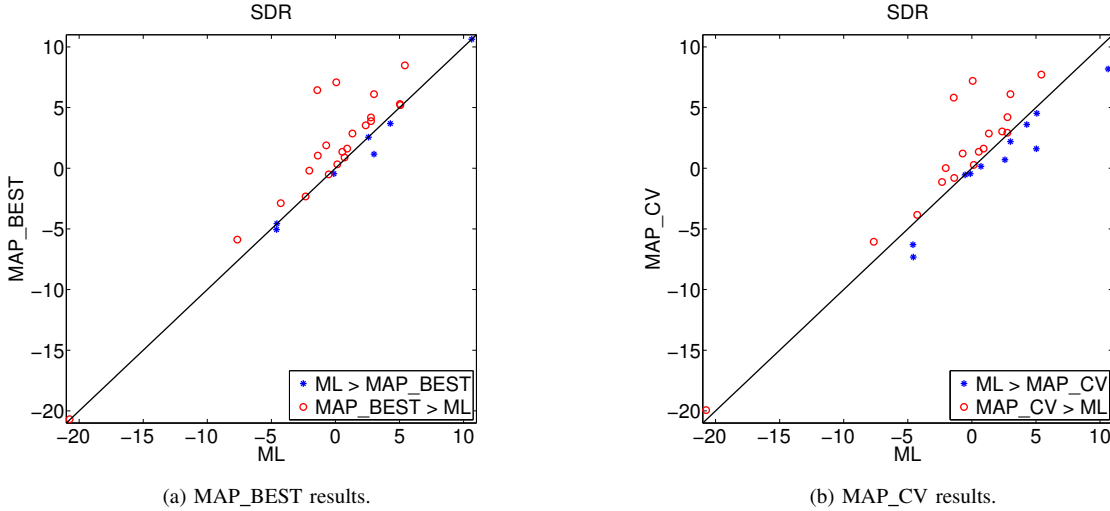 SDR
10
5
0
−5
−10
−15
−20
MAP_BEST
−20 −15 −10 −5 0 5 10
ML
ML > MAP_BEST
MAP_BEST > ML
(a) MAP_BEST results.
SDR
10
5
0
−5
−10
−15
−20
MAP_CV
−20 −15 −10 −5 0 5 10
ML
ML > MAP_CV
MAP_CV > ML
(b) MAP_CV results.